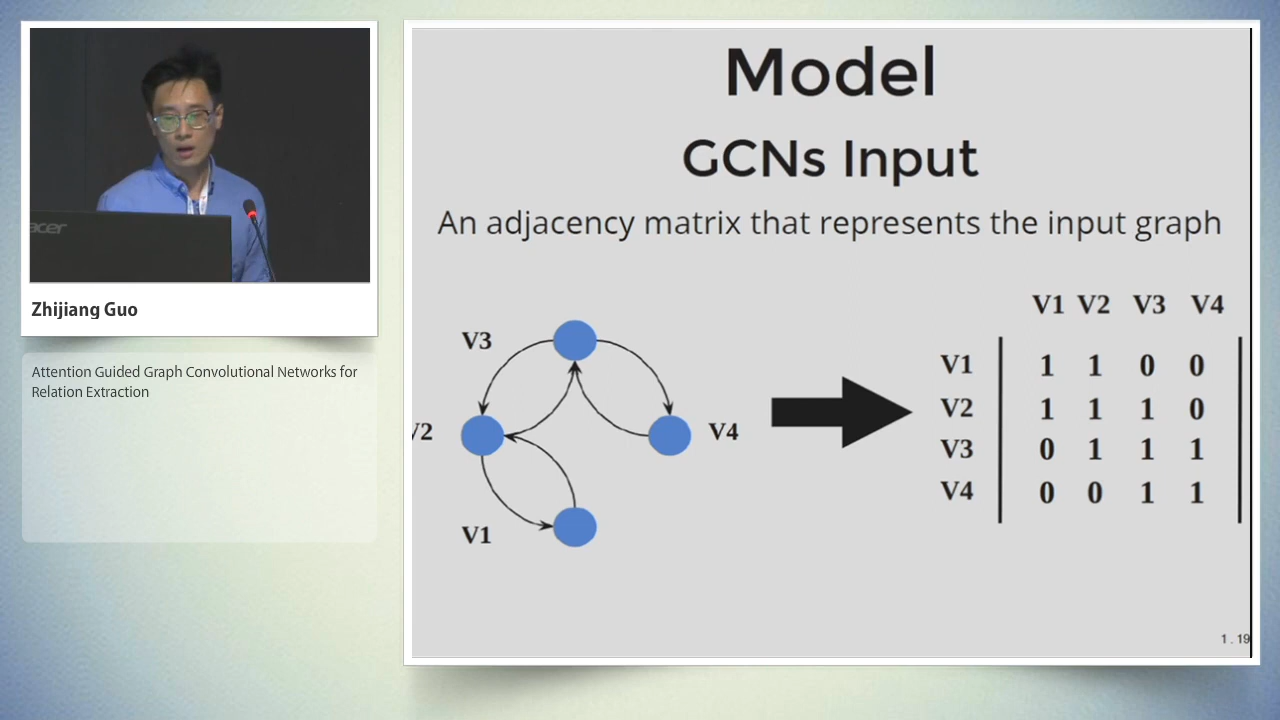 acer
Zhijiang Guo
Attention Guided Graph Convolutional Networks for
Relation Extraction
Model
GCNs Input
An adjacency matrix that represents the input graph
V3
V2
V4
V1
V1 V2 V3 V4
V1 1 1 0 0
V2 1 1 1 0
V3 0 1 1 1
V4 0 0 1 1
1 . 19